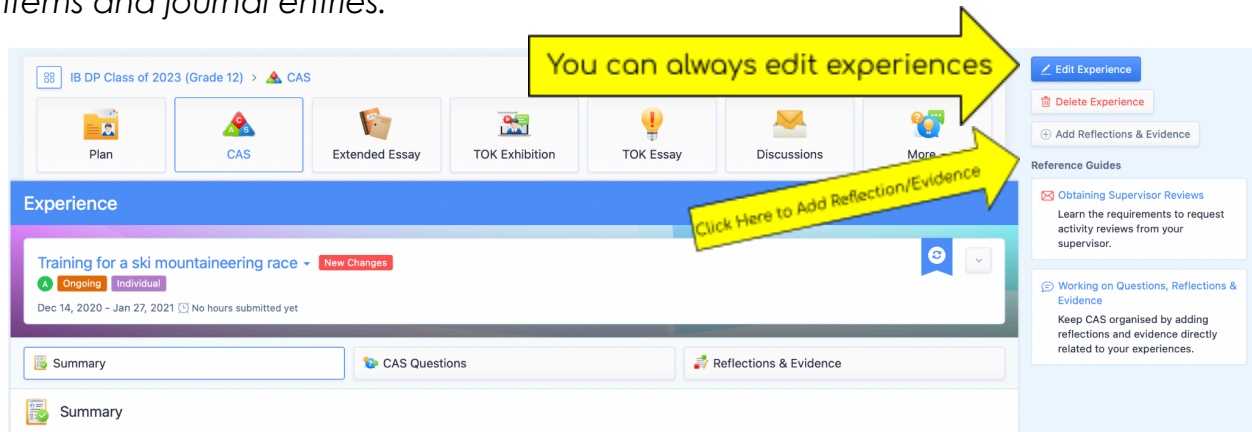 items and journal entries.
You can always edit experiences
Edit Experience
IB DP Class of 2023 (Grade 12) > CAS
Delete Experience
Add Reflections & Evidence
Plan
CAS
Extended Essay
TOK Exhibition
TOK Essay
Discussions
More
Click Here to Add Reflection/Evidence
Reference Guides
Obtaining Supervisor Reviews
Learn the requirements to request
activity reviews from your
supervisor.
Experience
Training for a ski mountaineering race New Changes
A Ongoing Individual
Dec 14, 2020 - Jan 27, 2021 No hours submitted yet
Working on Questions, Reflections &
Evidence
Keep CAS organised by adding
reflections and evidence directly
related to your experiences.
Summary
CAS Questions
Reflections & Evidence
Summary